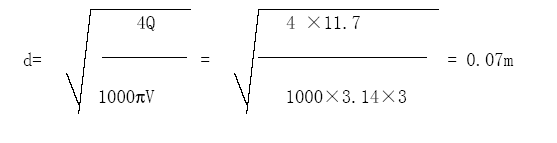 4Q 4 ×11.7
d= = = 0.07m
1000πV 1000×3.14×3